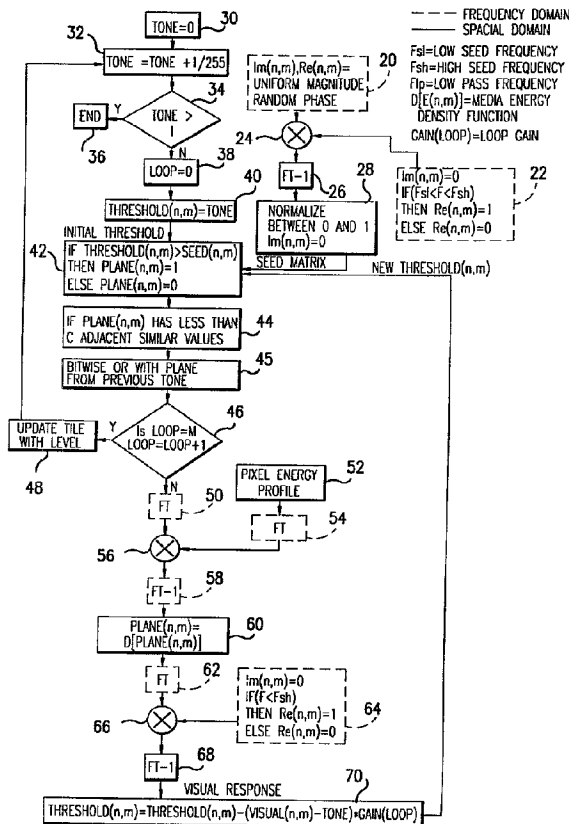 TONE=0
30
32
TONE =TONE +1/255
34
TONE >
1
Y
END
36
N
38
LOOP=0
40
THRESHOLD(n,m)=TONE
INITIAL THRESHOLD
42
IF THRESHOLD(n,m)>SEED(n,m)
THEN PLANE(n,m)=1
ELSE PLANE(n,m)=0
IF PLANE(n,m) HAS LESS THAN
C ADJACENT SIMILAR VALUES
44
BITWISE OR WITH PLANE
FROM PREVIOUS TONE
45
Is LOOP=M
LOOP=LOOP+1
46
Y
UPDATE TILE
WITH LEVEL
48
N
FT
50
PIXEL ENERGY
PROFILE
52
FT
54
56
FT-1
58
PLANE(n,m)=
D[PLANE(n,m)]
60
FT
62
Im(n,m)=0
IF(F<Fsh)
THEN Re(n,m)=1
ELSE Re(n,m)=0
64
66
FT-1
68
VISUAL RESPONSE
70
THRESHOLD(n,m)=THRESHOLD(n,m)-(VISUAL(n,m)-TONE)*GAIN(LOOP)
Im(n,m),Re(n,m)=
UNIFORM MAGNITUDE
RANDOM PHASE
20
24
FT-1
26
28
NORMALIZE
BETWEEN 0 AND 1
Im(n,m)=0
SEED MATRIX
NEW THRESHOLD(n,m)
Im(n,m)=0
IF(Fsl<F<Fsh)
THEN Re(n,m)=1
ELSE Re(n,m)=0
22
FREQUENCY DOMAIN
SPACIAL DOMAIN
Fsl=LOW SEED FREQUENCY
Fsh=HIGH SEED FREQUENCY
Flp=LOW PASS FREQUENCY
D[E(n,m)]=MEDIA ENERGY
DENSITY FUNCTION
GAIN(LOOP)=LOOP GAIN